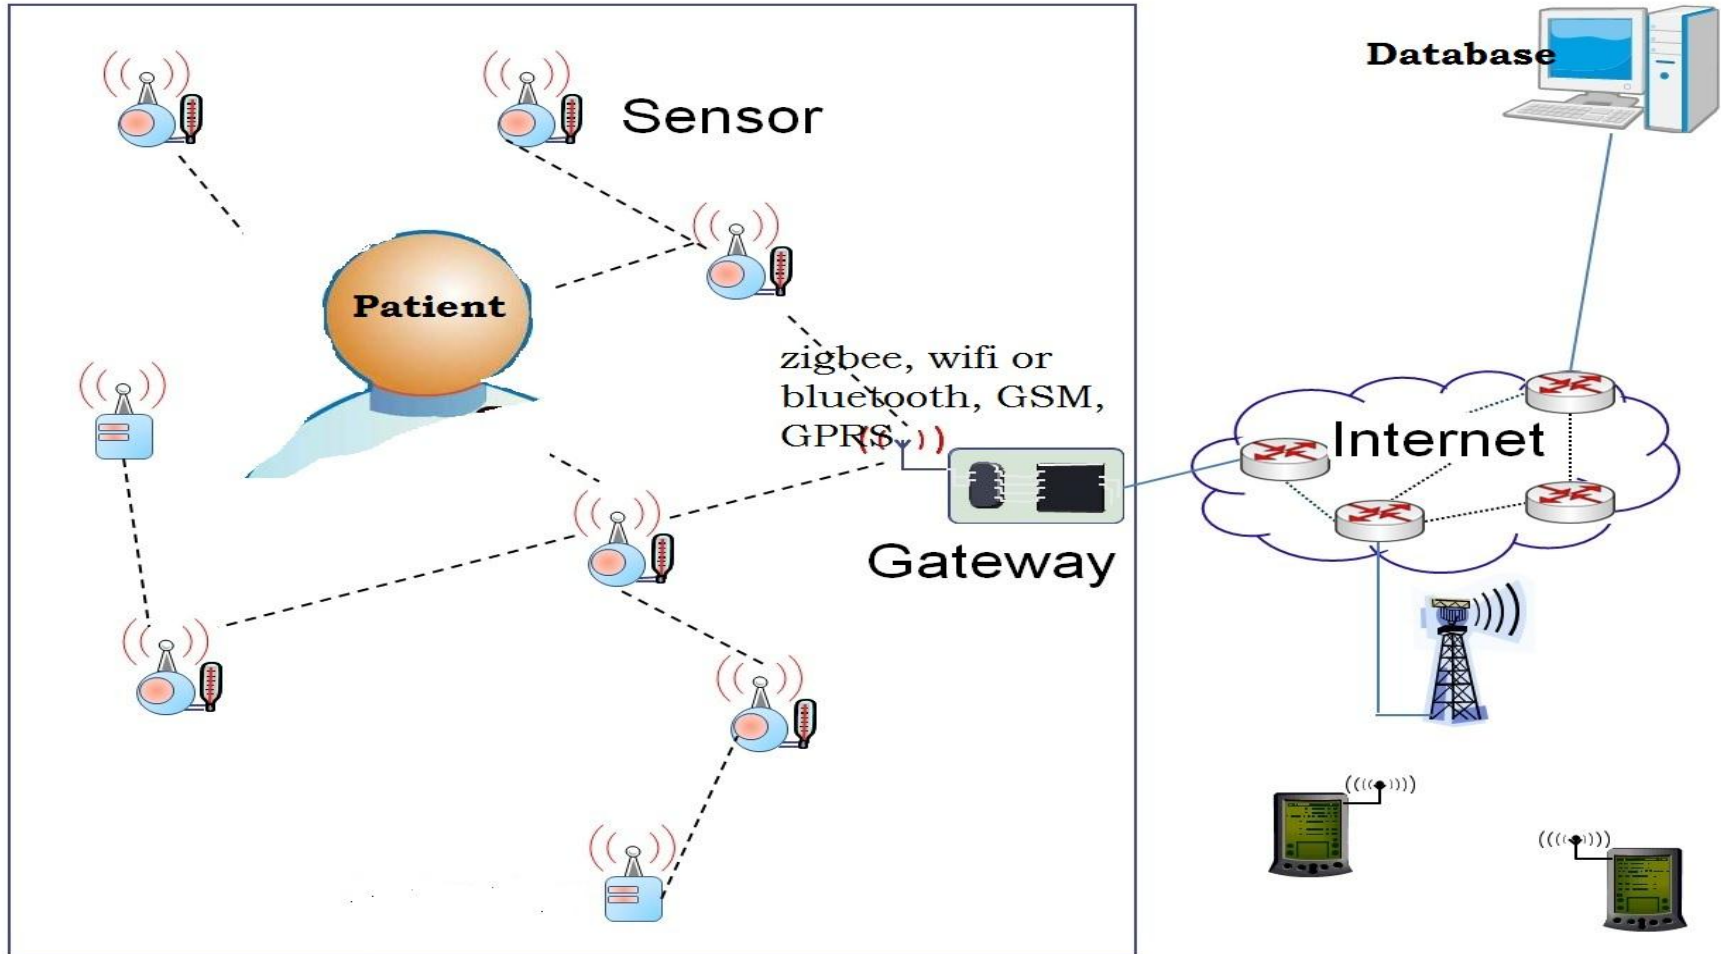 Database
Sensor
Patient
zigbee, wifi or
bluetooth, GSM,
GPRS
Internet
Gateway